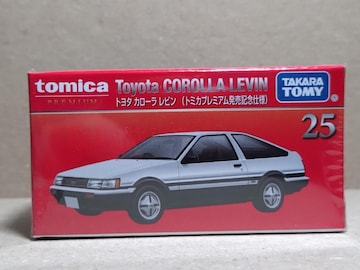 tomica
PREMIUM
Toyota COROLLA LEVIN
トヨタ カローラ レビン (トミカプレミアム発売記念仕様)
TAKARA
TOMY
25